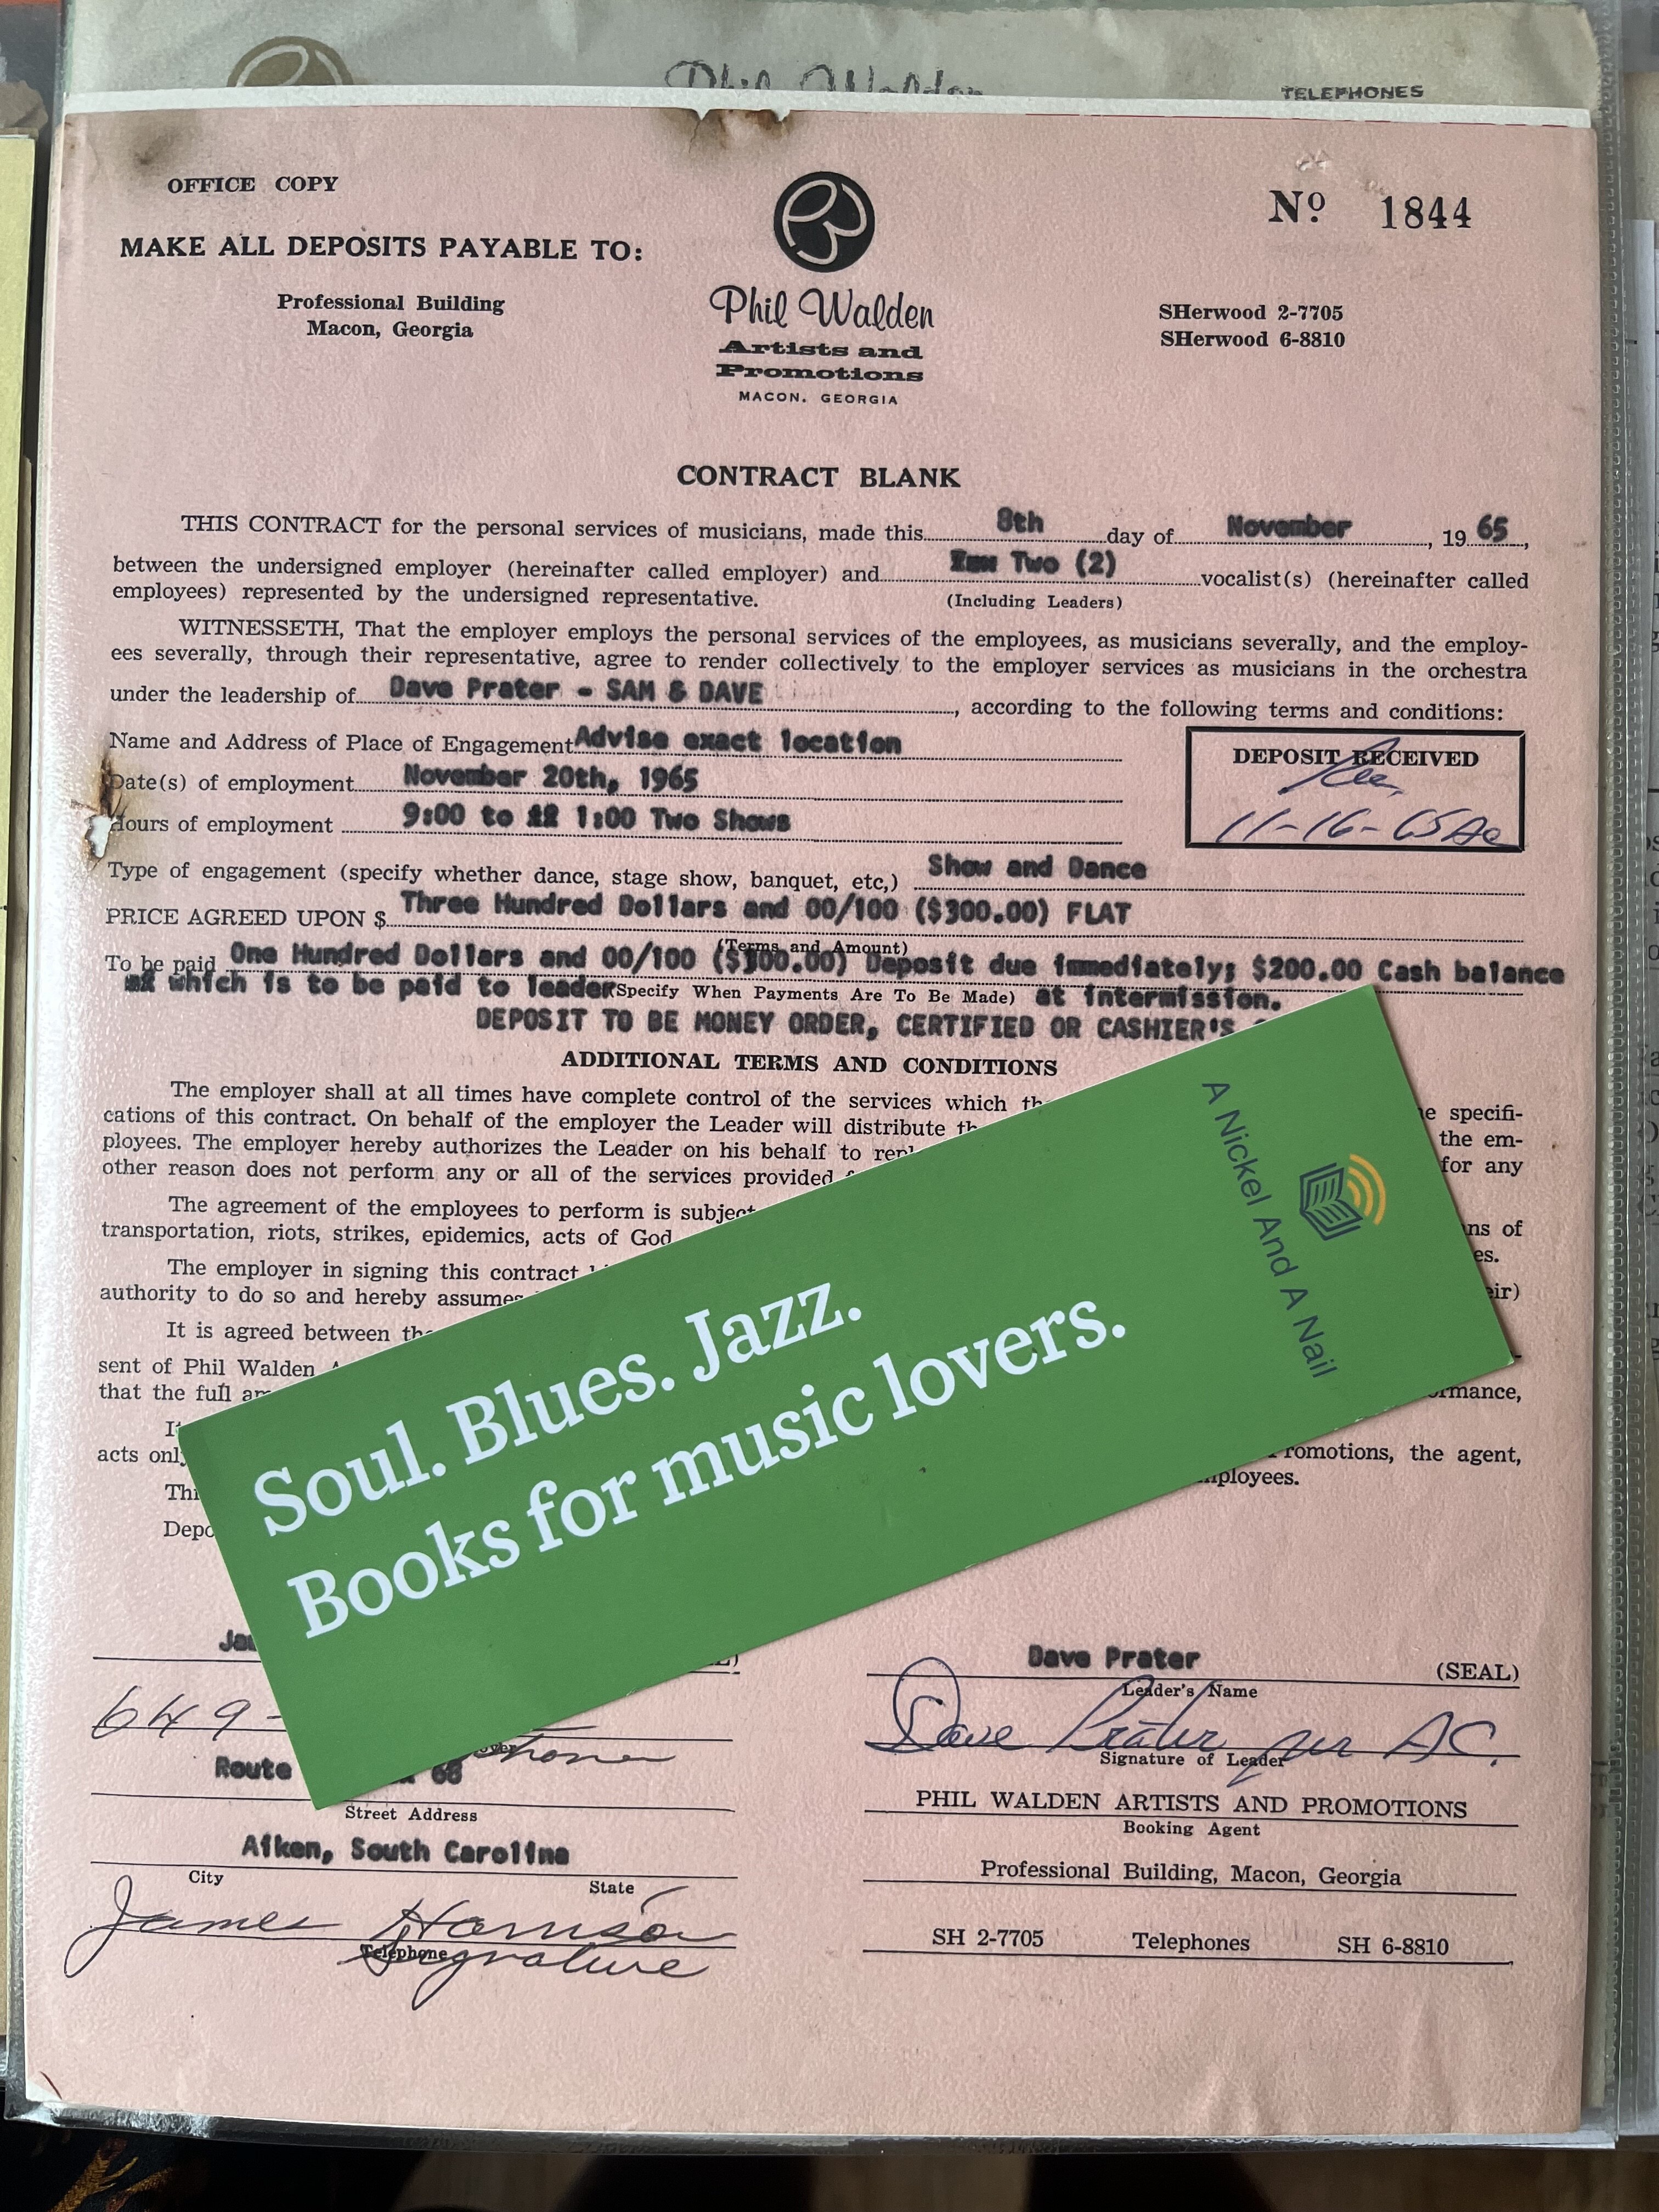 Phil Walden
TELEPHONES
OFFICE COPY
Nº 1844
MAKE ALL DEPOSITS PAYABLE TO:
Professional Building
Macon, Georgia
Phil Walden
Artists and
Promotions
MACON, GEORGIA
SHerwood 2-7705
SHerwood 6-8810
CONTRACT BLANK
THIS CONTRACT for the personal services of musicians, made this 8th day of November, 1965,
between the undersigned employer (hereinafter called employer) and Two (2) vocalist(s) (hereinafter called
(Including Leaders)
employees) represented by the undersigned representative.
WITNESSETH, That the employer employs the personal services of the employees, as musicians severally, and the employ-
ees severally, through their representative, agree to render collectively to the employer services as musicians in the orchestra
under the leadership of Dave Prater - SAM & DAVE, according to the following terms and conditions:
Name and Address of Place of Engagement Advise exact location
DEPOSIT RECEIVED
11-16-65
Date(s) of employment November 20th, 1965
Hours of employment 9:00 to 1:00 Two Shows
Type of engagement (specify whether dance, stage show, banquet, etc,) Show and Dance
PRICE AGREED UPON $ Three Hundred Dollars and 00/100 ($300.00) FLAT
(Terms and Amount)
To be paid One Hundred Dollars and 00/100 ($100.00) Deposit due immediately; $200.00 Cash balance
which is to be paid to leader (Specify When Payments Are To Be Made) at intermission.
DEPOSIT TO BE MONEY ORDER, CERTIFIED OR CASHIER'S
ADDITIONAL TERMS AND CONDITIONS
The employer shall at all times have complete control of the services which specifi-
cations of this contract. On behalf of the employer the Leader will distribute the em-
ployees. The employer hereby authorizes the Leader on his behalf to for any
other reason does not perform any or all of the services provided
The agreement of the employees to perform is subject of
transportation, riots, strikes, epidemics, acts of God
The employer in signing this contract
authority to do so and hereby assumes
It is agreed between
sent of Phil Walden
that the full
acts only romotions, the agent,
ployees.
Soul. Blues. Jazz.
Books for music lovers.
A Nickel And A Nail
Dave Prater (SEAL)
Leader's Name
Dave Prater per AC.
Signature of Leader
649-
Route 68
Street Address
PHIL WALDEN ARTISTS AND PROMOTIONS
Booking Agent
Aiken, South Carolina
City State
Professional Building, Macon, Georgia
James Harrison
Telephone
Signature
SH 2-7705 Telephones SH 6-8810